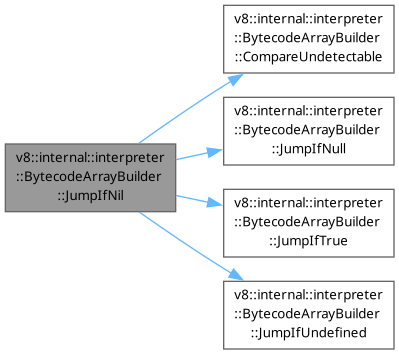 v8::internal::interpreter
::BytecodeArrayBuilder
::JumpIfNil
v8::internal::interpreter
::BytecodeArrayBuilder
::CompareUndetectable
v8::internal::interpreter
::BytecodeArrayBuilder
::JumpIfNull
v8::internal::interpreter
::BytecodeArrayBuilder
::JumpIfTrue
v8::internal::interpreter
::BytecodeArrayBuilder
::JumpIfUndefined